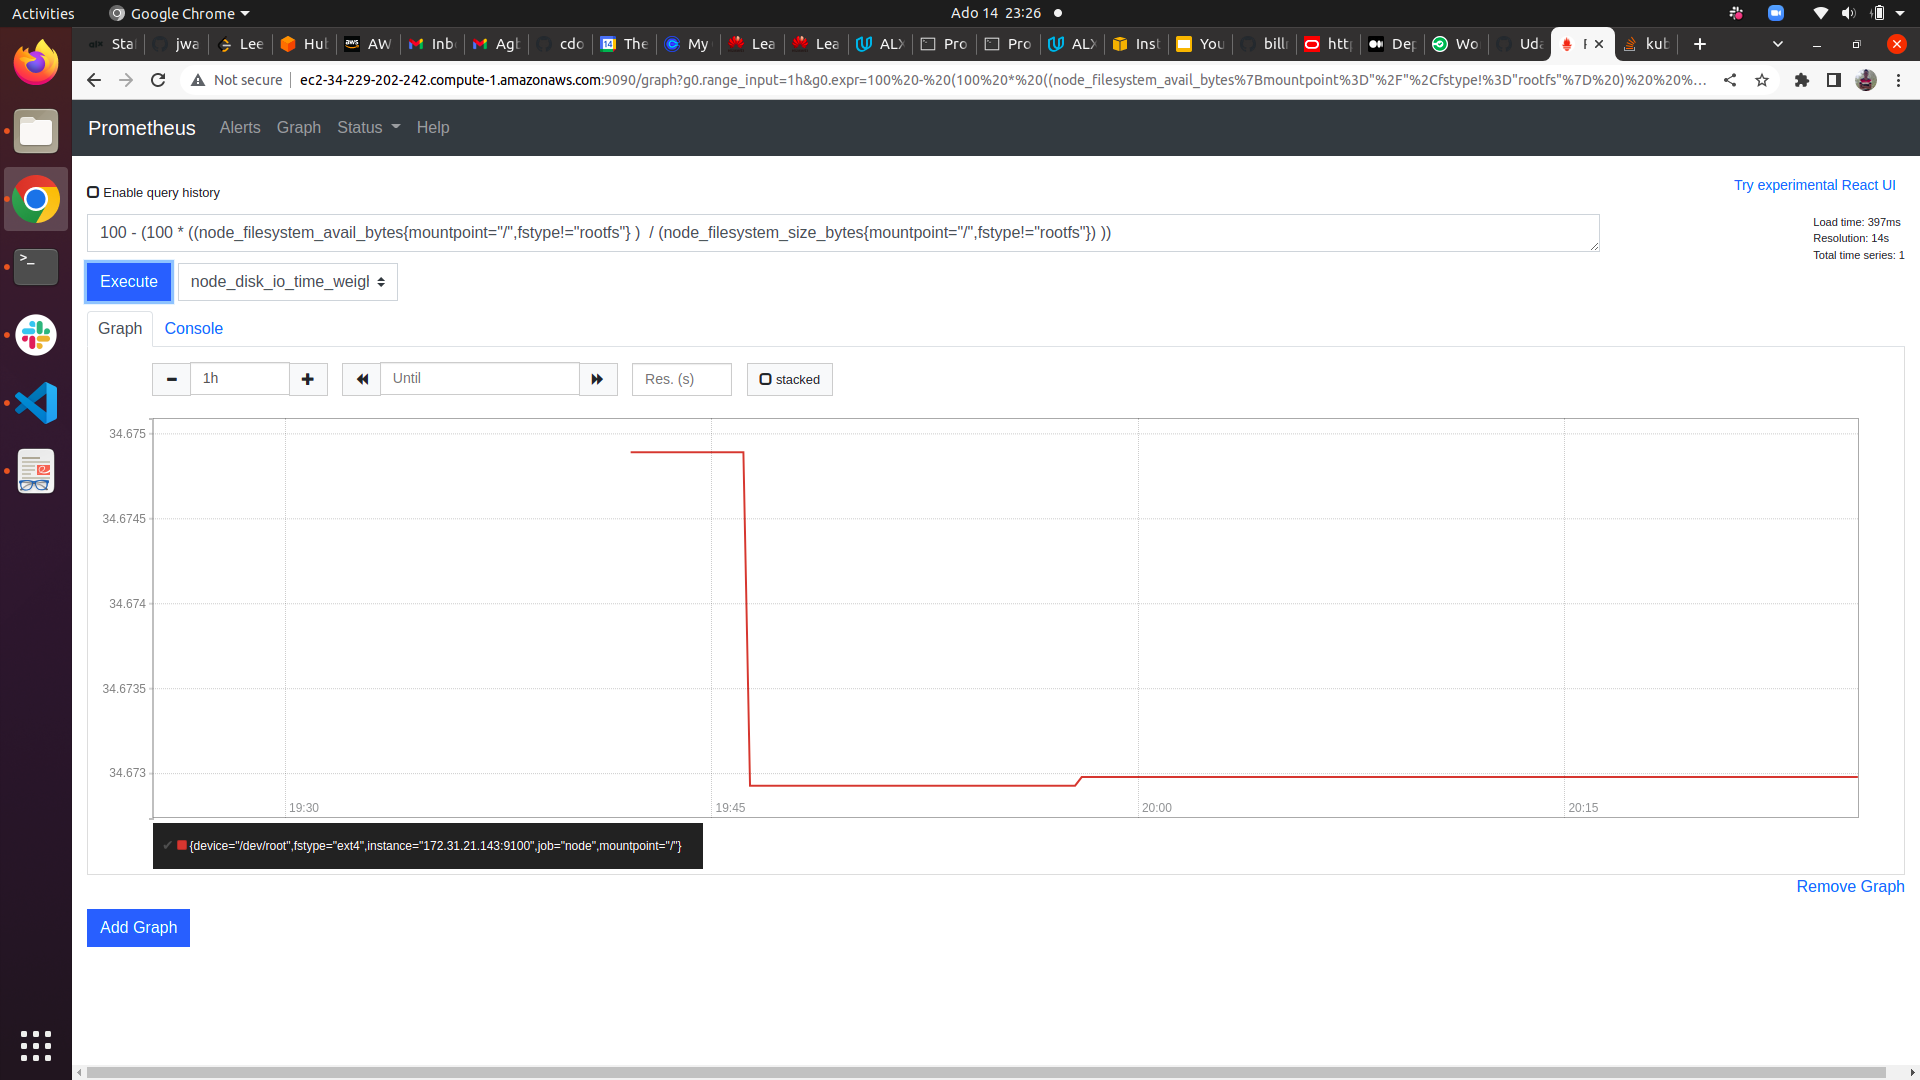 Activities
Google Chrome
Ado 14 23:26
Sta
jwa
Lee
Hu
AW
Inb
Agt
cdo
The
My
Lea
Lea
ALX
Pro
Pro
ALX
Inst
You
bill
http
Dep
Wo
Uda
kub
Not secure
ec2-34-229-202-242.compute-1.amazonaws.com:9090/graph?g0.range_input=1h&g0.expr=100%20-%20(100%20*%20((node_filesystem_avail_bytes%7Bmountpoint%3D"%2F"%2Cfstype!%3D"rootfs"%7D%20)%20%20%...
Prometheus
Alerts
Graph
Status
Help
Enable query history
Try experimental React UI
100 - (100 * ((node_filesystem_avail_bytes{mountpoint="/",fstype!="rootfs"} )  / (node_filesystem_size_bytes{mountpoint="/",fstype!="rootfs"}) ))
Load time: 397ms
Resolution: 14s
Total time series: 1
Execute
node_disk_io_time_weigl
Graph
Console
1h
Until
Res. (s)
stacked
34.675
34.6745
34.674
34.6735
34.673
19:30
19:45
20:00
20:15
{device="/dev/root",fstype="ext4",instance="172.31.21.143:9100",job="node",mountpoint="/"}
Remove Graph
Add Graph